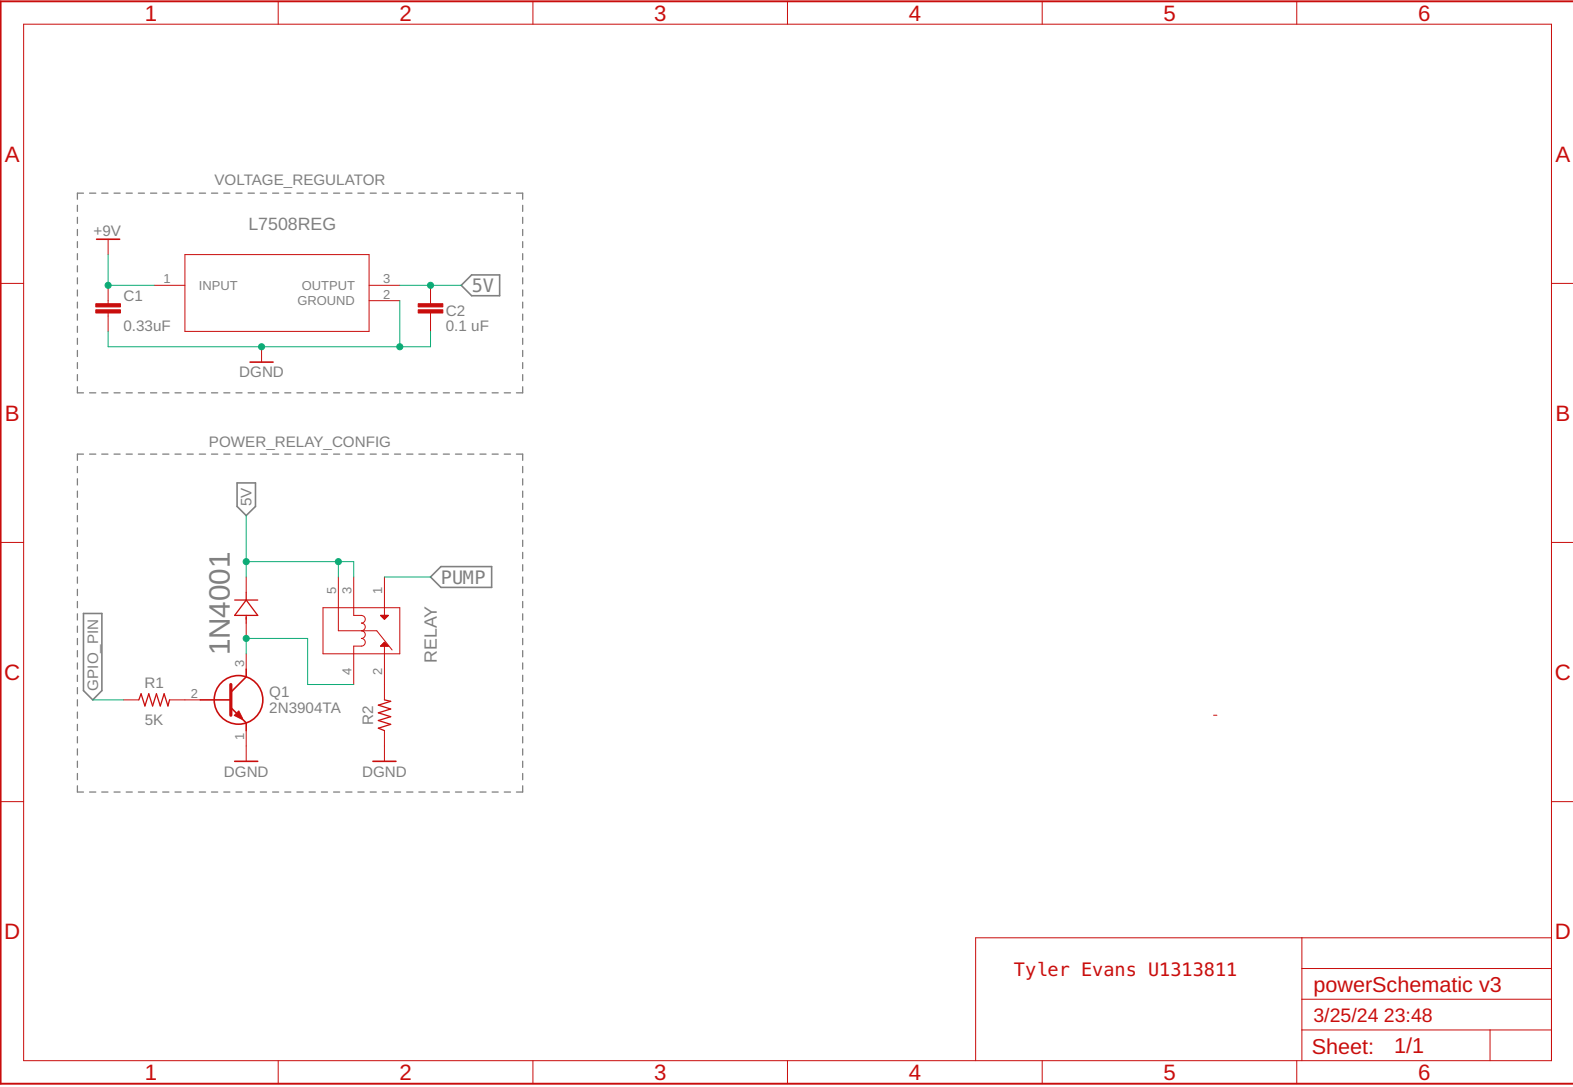 1 2 3 4 5 6
A A
VOLTAGE_REGULATOR
L7508REG
+9V
1 INPUT OUTPUT 3 5V
GROUND 2
C1
0.33uF
C2
0.1 uF
DGND
B B
POWER_RELAY_CONFIG
5V
1N4001
5 3 1 PUMP
RELAY
GPIO_PIN
C C
3 4 2
R1 2 Q1
5K 2N3904TA
R2
1
DGND DGND
-
D D
Tyler Evans U1313811
powerSchematic v3
3/25/24 23:48
Sheet: 1/1
1 2 3 4 5 6